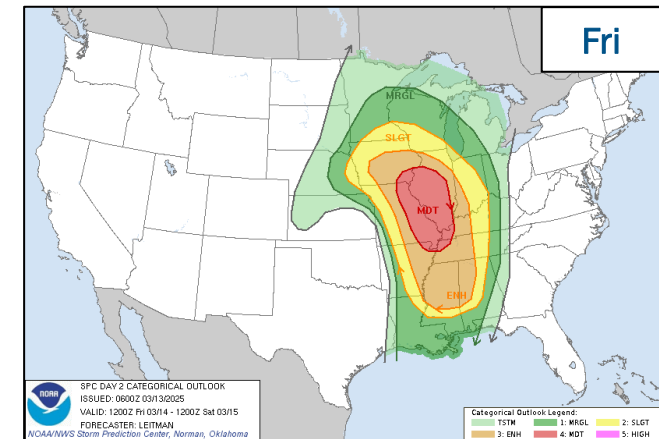 Fri
MRGL
SLGT
MDT
ENH
NOAA
SPC DAY 2 CATEGORICAL OUTLOOK
ISSUED: 0600Z 03/13/2025
VALID: 1200Z Fri 03/14 - 1200Z Sat 03/15
FORECASTER: LEITMAN
NOAA/NWS Storm Prediction Center, Norman, Oklahoma
Categorical Outlook Legend:
TSTM 1: MRGL 2: SLGT
3: ENH 4: MDT 5: HIGH